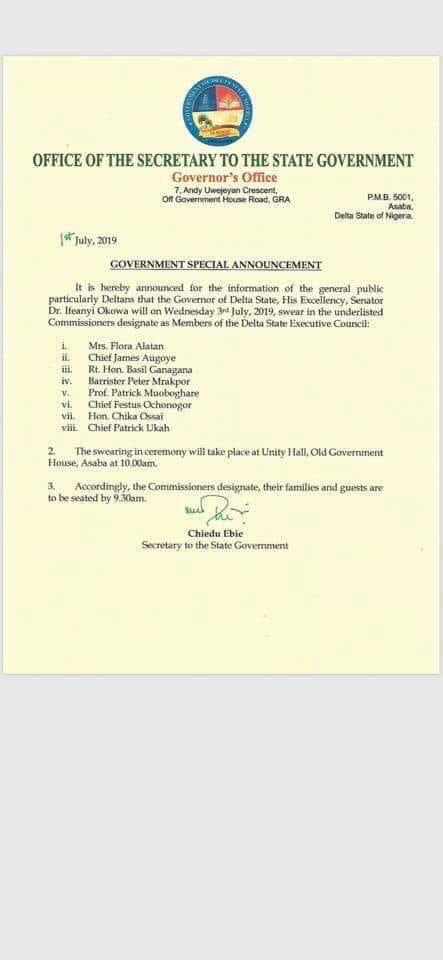 OFFICE OF THE SECRETARY TO THE STATE GOVERNMENT
Governor's Office
7, Andy Uwejeyan Crescent,
Off Government House Road, GRA
P.M.B. 5001,
Asaba,
Delta State of Nigeria.
1st July, 2019
GOVERNMENT SPECIAL ANNOUNCEMENT
It is hereby announced for the information of the general public
particularly Deltans that the Governor of Delta State, His Excellency, Senator
Dr. Ifeanyi Okowa will on Wednesday 3rd July, 2019, swear in the underlisted
Commissioners designate as Members of the Delta State Executive Council:
i. Mrs. Flora Alatan
ii. Chief James Augoye
iii. Rt. Hon. Basil Ganagana
iv. Barrister Peter Mrakpor
v. Prof. Patrick Muoboghare
vi. Chief Festus Ochonogor
vii. Hon. Chika Ossai
viii. Chief Patrick Ukah
2. The swearing in ceremony will take place at Unity Hall, Old Government
House, Asaba at 10.00am.
3. Accordingly, the Commissioners designate, their families and guests are
to be seated by 9.30am.
Chiedu Ebie
Secretary to the State Government